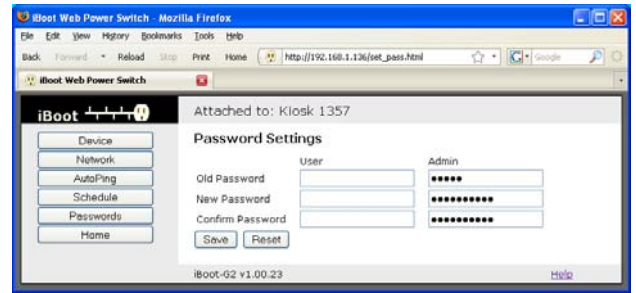 iBoot Web Power Switch - Mozilla Firefox
File Edit View History Bookmarks Tools Help
Back Forward Reload Stop Print Home http://192.168.1.136/set_pass.html Google
iBoot Web Power Switch
iBoot
Attached to: Kiosk 1357
Device
Network
AutoPing
Schedule
Passwords
Home
Password Settings
User Admin
Old Password •••••
New Password ••••••••••
Confirm Password ••••••••••
Save Reset
iBoot-G2 v1.00.23 Help